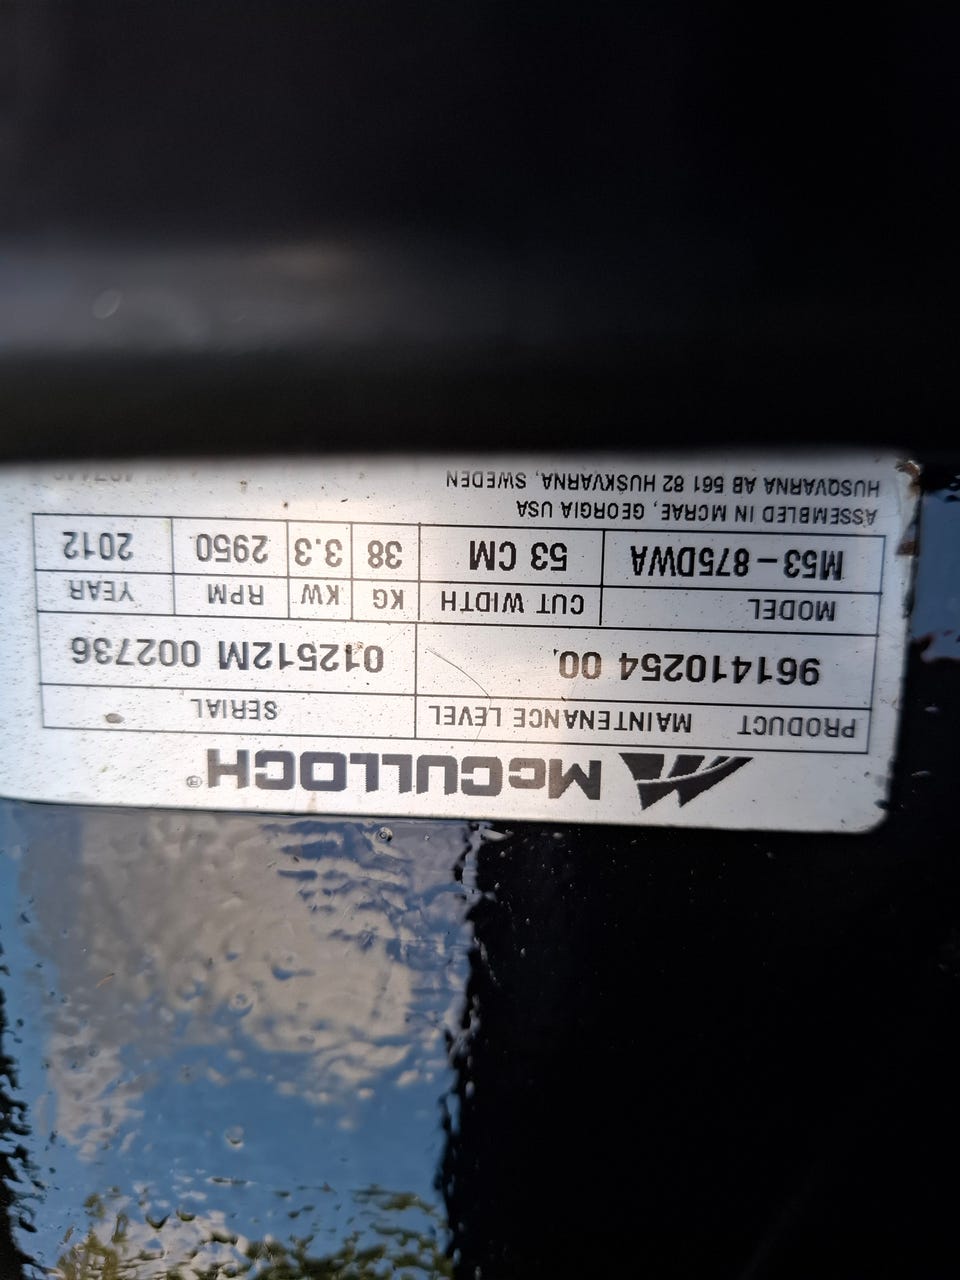 McCULLOCH®
PRODUCT MAINTENANCE LEVEL SERIAL
961410254 00. 012512M 002736
MODEL CUT WIDTH KG KW RPM YEAR
M53-875DWA 53 CM 38 3.3 2950 2012
ASSEMBLED IN MCRAE, GEORGIA USA
HUSQVARNA AB 561 82 HUSKVARNA, SWEDEN